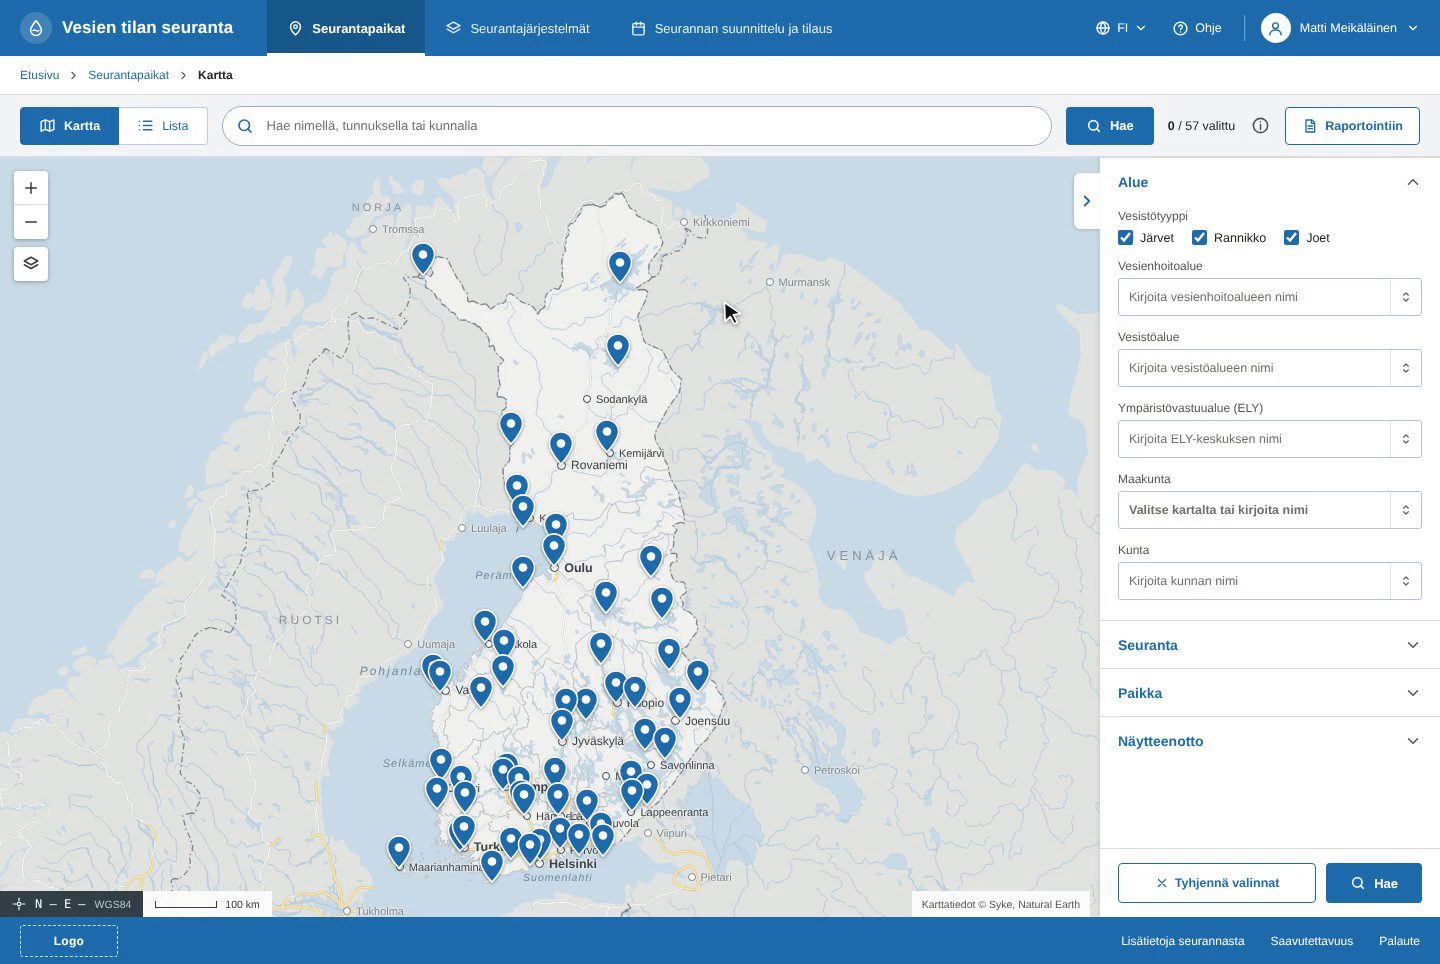 Vesien tilan seuranta
Seurantapaikat
Seurantajärjestelmät
Seurannan suunnittelu ja tilaus
FI
Ohje
Matti Meikäläinen
Etusivu
Seurantapaikat
Kartta
Kartta
Lista
Hae nimellä, tunnuksella tai kunnalla
Hae
0 / 57 valittu
Raportointiin
NORJA
Tromssa
Kirkkoniemi
Murmansk
Sodankylä
Kemijärvi
Rovaniemi
Luulaja
VENÄJÄ
Oulu
RUOTSI
Uumaja
Joensuu
Jyväskylä
Savonlinna
Petroskoi
Lappeenranta
Viipuri
Maarianhamina
Helsinki
Suomenlahti
Pietari
Tukholma
N – E –
WGS84
100 km
Karttatiedot © Syke, Natural Earth
Alue
Vesistötyyppi
Järvet
Rannikko
Joet
Vesienhoitoalue
Kirjoita vesienhoitoalueen nimi
Vesistöalue
Kirjoita vesistöalueen nimi
Ympäristövastuualue (ELY)
Kirjoita ELY-keskuksen nimi
Maakunta
Valitse kartalta tai kirjoita nimi
Kunta
Kirjoita kunnan nimi
Seuranta
Paikka
Näytteenotto
Tyhjennä valinnat
Hae
Logo
Lisätietoja seurannasta
Saavutettavuus
Palaute